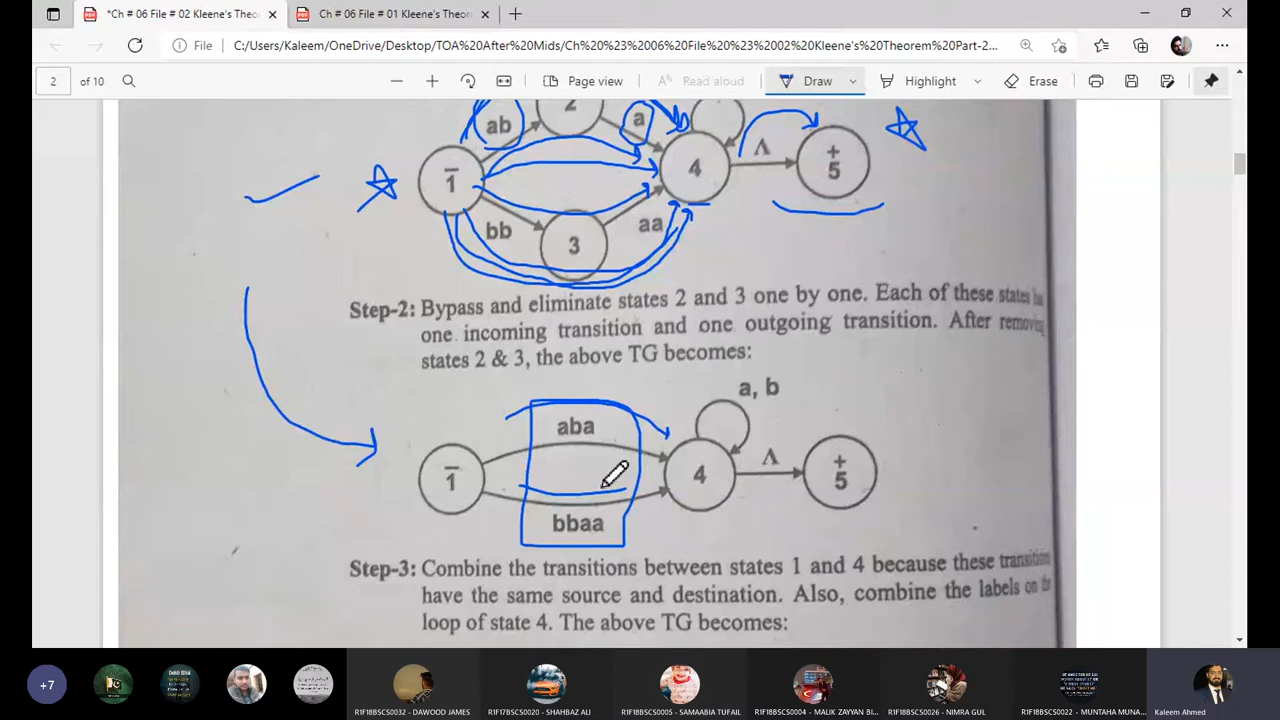 *Ch # 06 File # 02 Kleene's Theo
Ch # 06 File # 01 Kleene's Theor
File
C:/Users/Kaleem/OneDrive/Desktop/TOA%20After%20Mids/Ch%20%23%2006%20File%20%23%2002%20Kleene's%20Theorem%20Part-2...
2 of 10
Page view
Read aloud
Draw
Highlight
Erase
ab 2 a
1 4 Λ + 5
bb 3 aa
Step-2: Bypass and eliminate states 2 and 3 one by one. Each of these states
one incoming transition and one outgoing transition. After removing
states 2 & 3, the above TG becomes:
a, b
aba
1 4 Λ + 5
bbaa
Step-3: Combine the transitions between states 1 and 4 because these transitions
have the same source and destination. Also, combine the labels on the
loop of state 4. The above TG becomes:
+7
R1F18BSCS0032 - DAWOOD JAMES
R1F17BSCS0020 - SHAHBAZ ALI
R1F18BSCS0005 - SAMAABIA TUFAIL
R1F18BSCS0004 - MALIK ZAYYAN BI...
R1F18BSCS0026 - NIMRA GUL
R1F18BSCS0022 - MUNTAHA MUNA...
Kaleem Ahmed